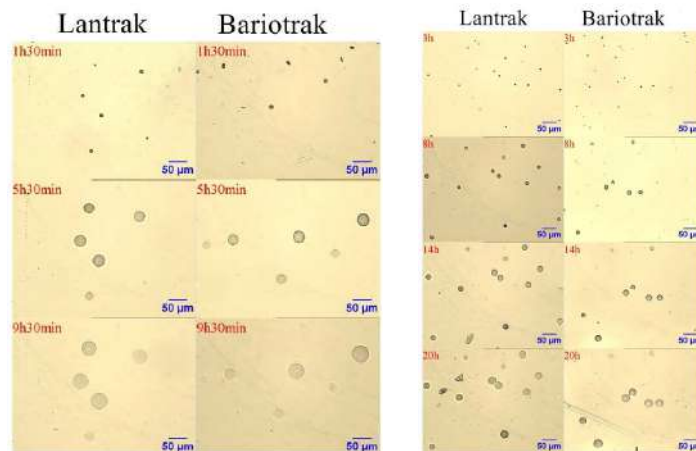 Lantrak Bariotrak
1h30min 1h30min
50 µm 50 µm
5h30min 5h30min
50 µm 50 µm
9h30min 9h30min
50 µm 50 µm
Lantrak Bariotrak
3h 3h
50 µm 50 µm
8h 8h
50 µm 50 µm
14h 14h
50 µm 50 µm
20h 20h
50 µm 50 µm